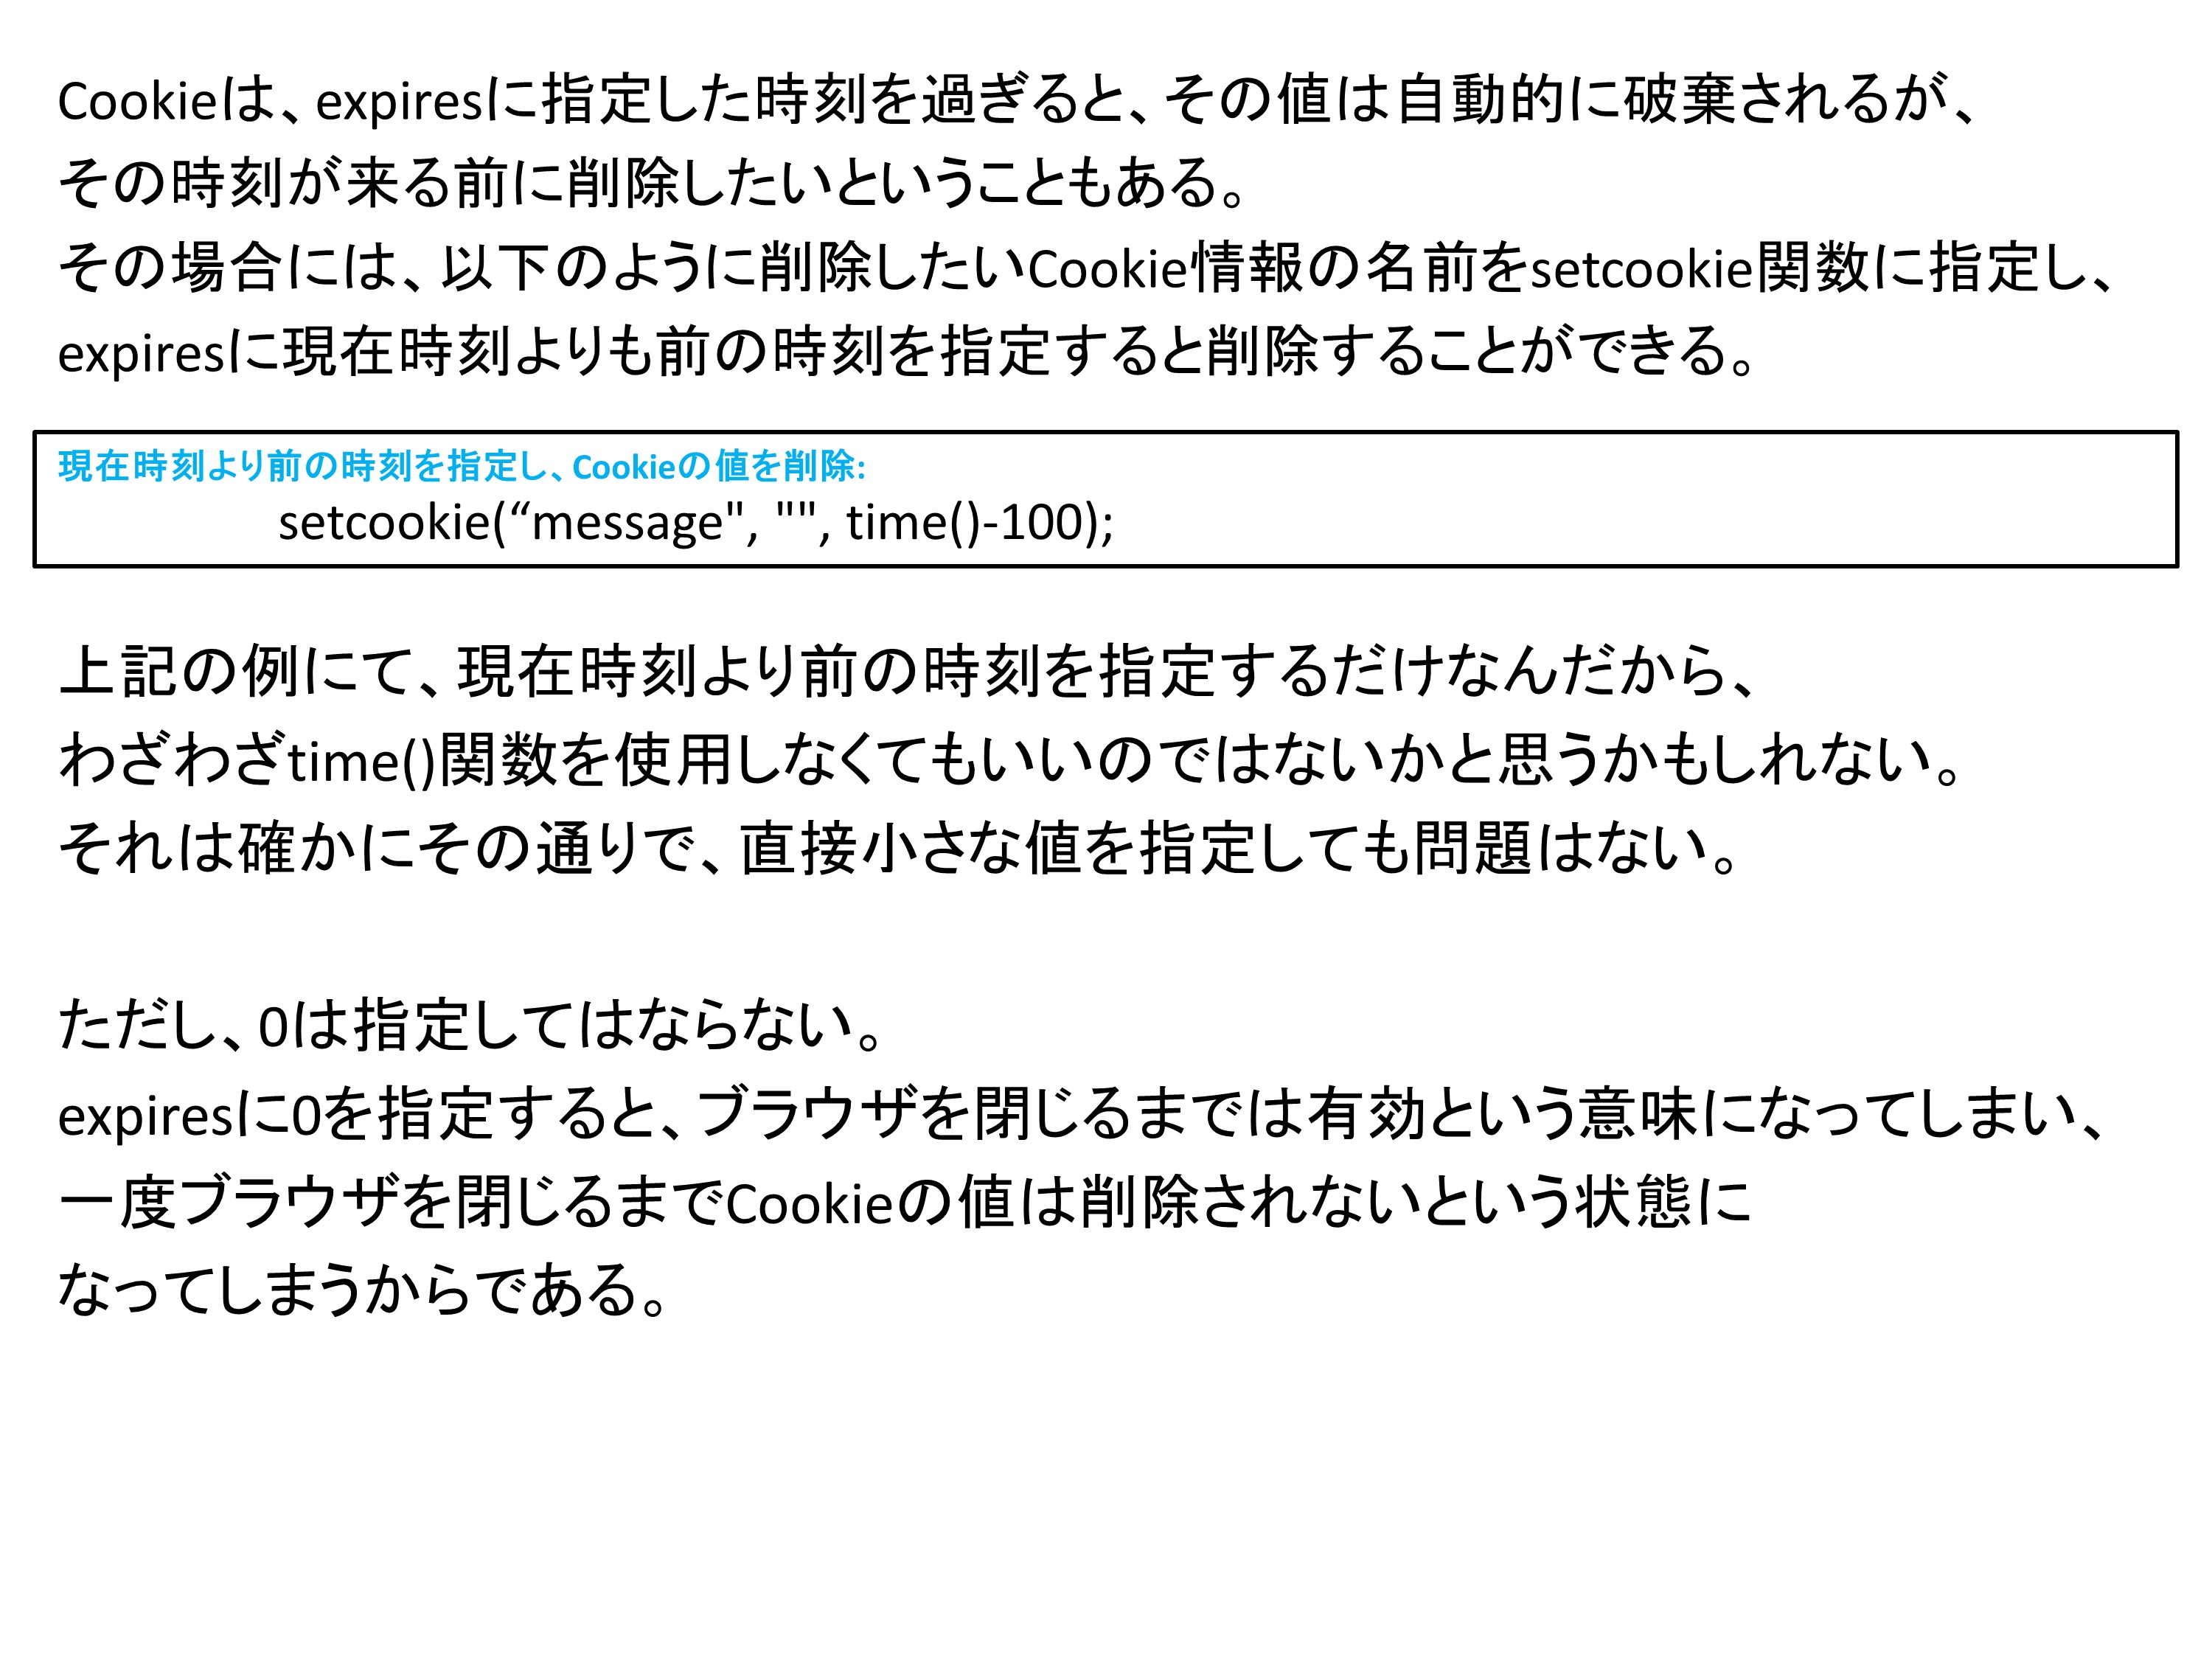 Cookieは、expiresに指定した時刻を過ぎると、その値は自動的に破棄されるが、
その時刻が来る前に削除したいということもある。
その場合には、以下のように削除したいCookie情報の名前をsetcookie関数に指定し、
expiresに現在時刻よりも前の時刻を指定すると削除することができる。
現在時刻より前の時刻を指定し、Cookieの値を削除:
setcookie(“message", "", time()-100);
上記の例にて、現在時刻より前の時刻を指定するだけなんだから、
わざわざtime()関数を使用しなくてもいいのではないかと思うかもしれない。
それは確かにその通りで、直接小さな値を指定しても問題はない。
ただし、0は指定してはならない。
expiresに0を指定すると、ブラウザを閉じるまでは有効という意味になってしまい、
一度ブラウザを閉じるまでCookieの値は削除されないという状態に
なってしまうからである。